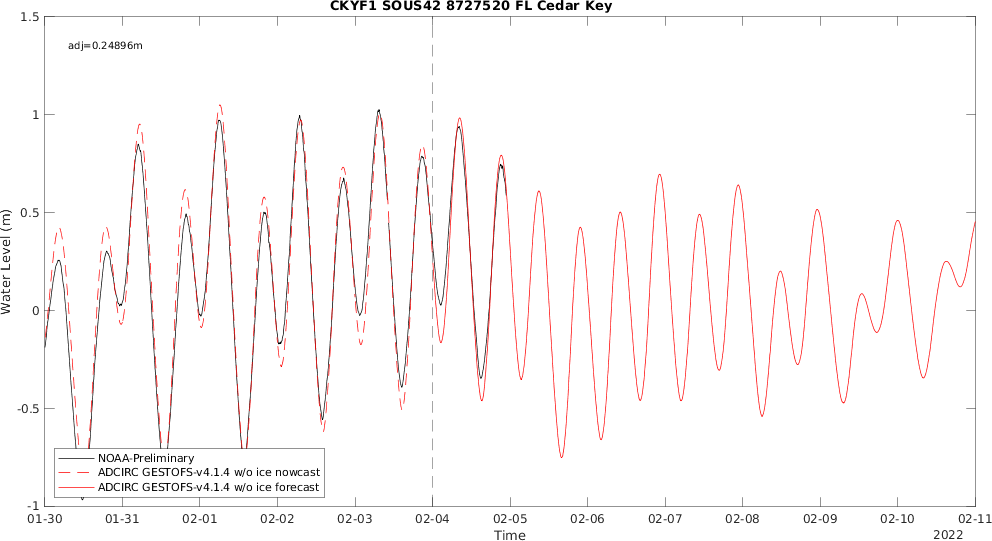 CKYF1 SOUS42 8727520 FL Cedar Key
adj=0.24896m
Water Level (m)
1.5
1
0.5
0
-0.5
-1
NOAA-Preliminary
ADCIRC GESTOFS-v4.1.4 w/o ice nowcast
ADCIRC GESTOFS-v4.1.4 w/o ice forecast
01-30 01-31 02-01 02-02 02-03 02-04 02-05 02-06 02-07 02-08 02-09 02-10 02-11
Time
2022